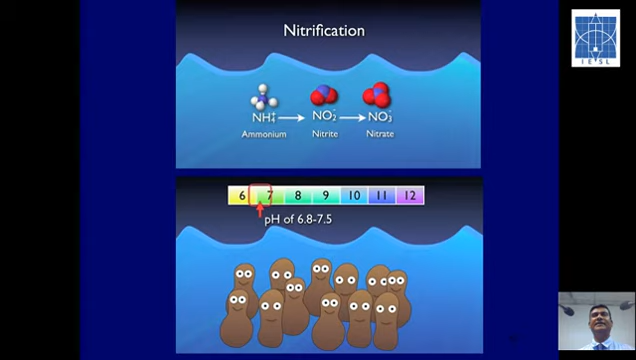 Nitrification
NH₄⁺ → NO₂⁻ → NO₃⁻
Ammonium Nitrite Nitrate
6 7 8 9 10 11 12
pH of 6.8-7.5
I E S L